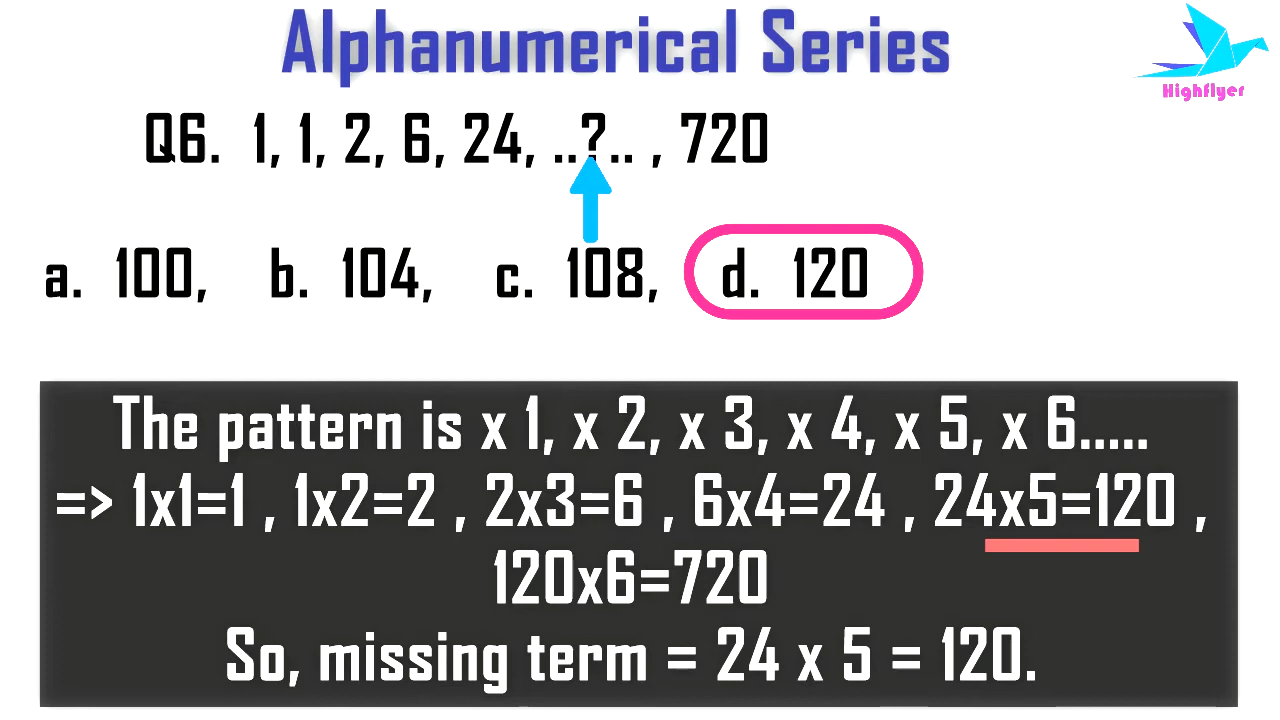 Alphanumerical Series
Highflyer
Q6. 1, 1, 2, 6, 24, ..?.. , 720
a. 100, b. 104, c. 108, d. 120
The pattern is x 1, x 2, x 3, x 4, x 5, x 6.....
=> 1x1=1 , 1x2=2 , 2x3=6 , 6x4=24 , 24x5=120 ,
120x6=720
So, missing term = 24 x 5 = 120.